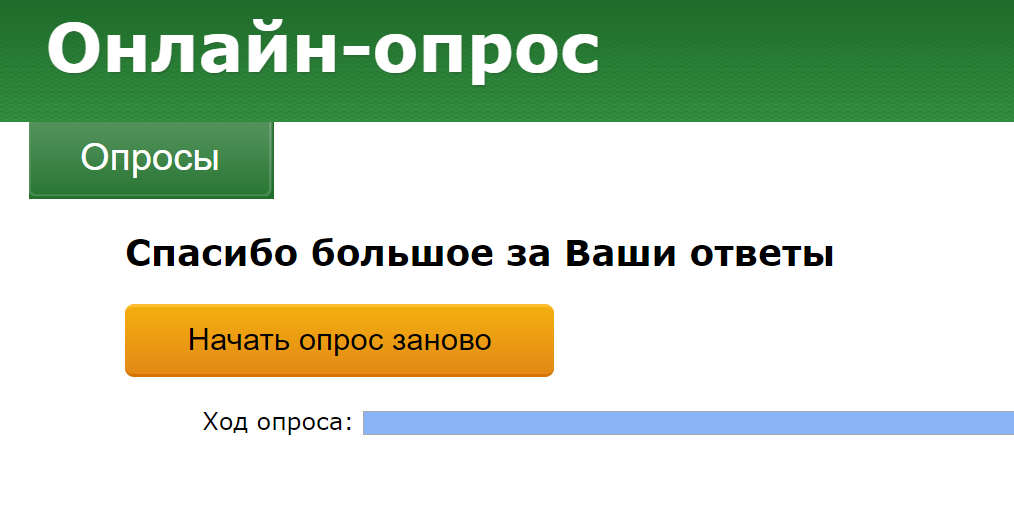 Онлайн-опрос
Опросы
Спасибо большое за Ваши ответы
Начать опрос заново
Ход опроса: